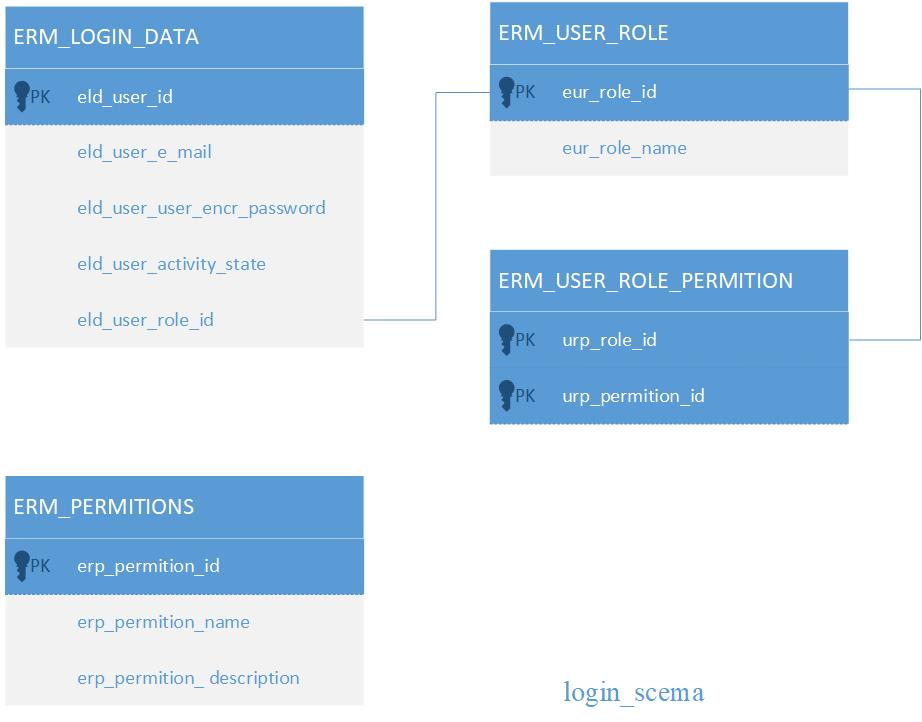 ERM_LOGIN_DATA
PK eld_user_id
eld_user_e_mail
eld_user_user_encr_password
eld_user_activity_state
eld_user_role_id
ERM_USER_ROLE
PK eur_role_id
eur_role_name
ERM_USER_ROLE_PERMITION
PK urp_role_id
PK urp_permition_id
ERM_PERMITIONS
PK erp_permition_id
erp_permition_name
erp_permition_ description
login_scema